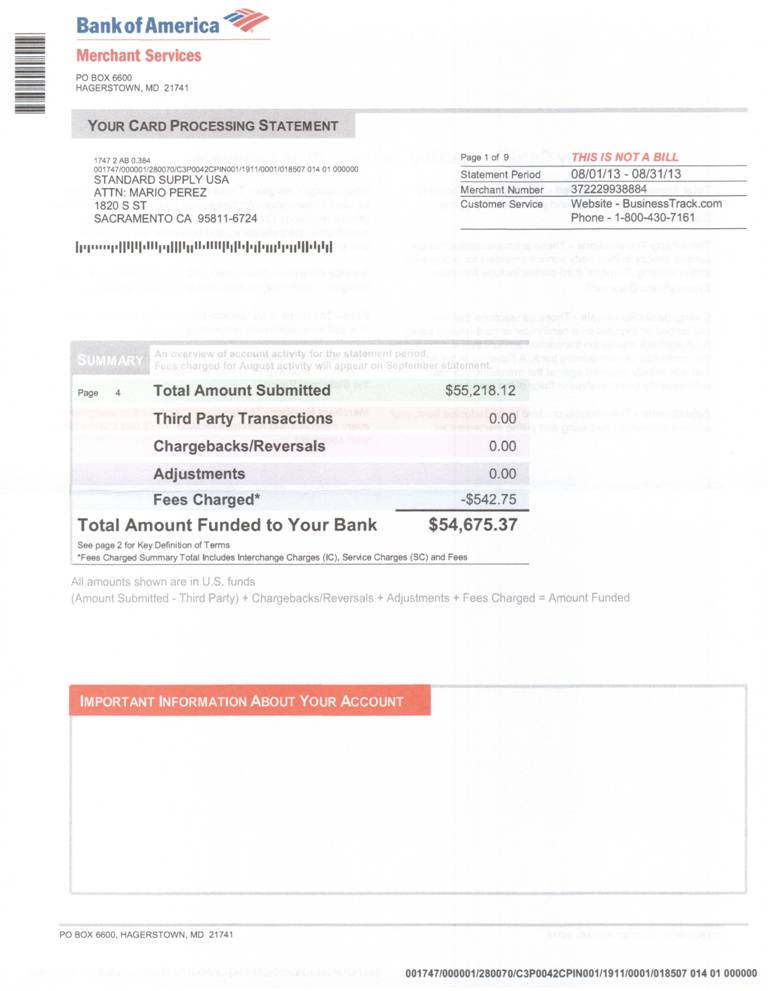 Bank of America
Merchant Services
PO BOX 6600
HAGERSTOWN, MD 21741
YOUR CARD PROCESSING STATEMENT
1747 2 AB 0.384
001747/000001/280070/C3P0042CPIN001/1911/0001/018507 014 01 000000
STANDARD SUPPLY USA
ATTN: MARIO PEREZ
1820 S ST
SACRAMENTO CA 95811-6724
Page 1 of 9 THIS IS NOT A BILL
Statement Period 08/01/13 - 08/31/13
Merchant Number 372229938884
Customer Service Website - BusinessTrack.com
Phone - 1-800-430-7161
SUMMARY An overview of account activity for the statement period.
Fees charged for August activity will appear on September statement.
Page 4 Total Amount Submitted $55,218.12
Third Party Transactions 0.00
Chargebacks/Reversals 0.00
Adjustments 0.00
Fees Charged* -$542.75
Total Amount Funded to Your Bank $54,675.37
See page 2 for Key Definition of Terms
*Fees Charged Summary Total Includes Interchange Charges (IC), Service Charges (SC) and Fees
All amounts shown are in U.S. funds
(Amount Submitted - Third Party) + Chargebacks/Reversals + Adjustments + Fees Charged = Amount Funded
IMPORTANT INFORMATION ABOUT YOUR ACCOUNT
PO BOX 6600, HAGERSTOWN, MD 21741
001747/000001/280070/C3P0042CPIN001/1911/0001/018507 014 01 000000